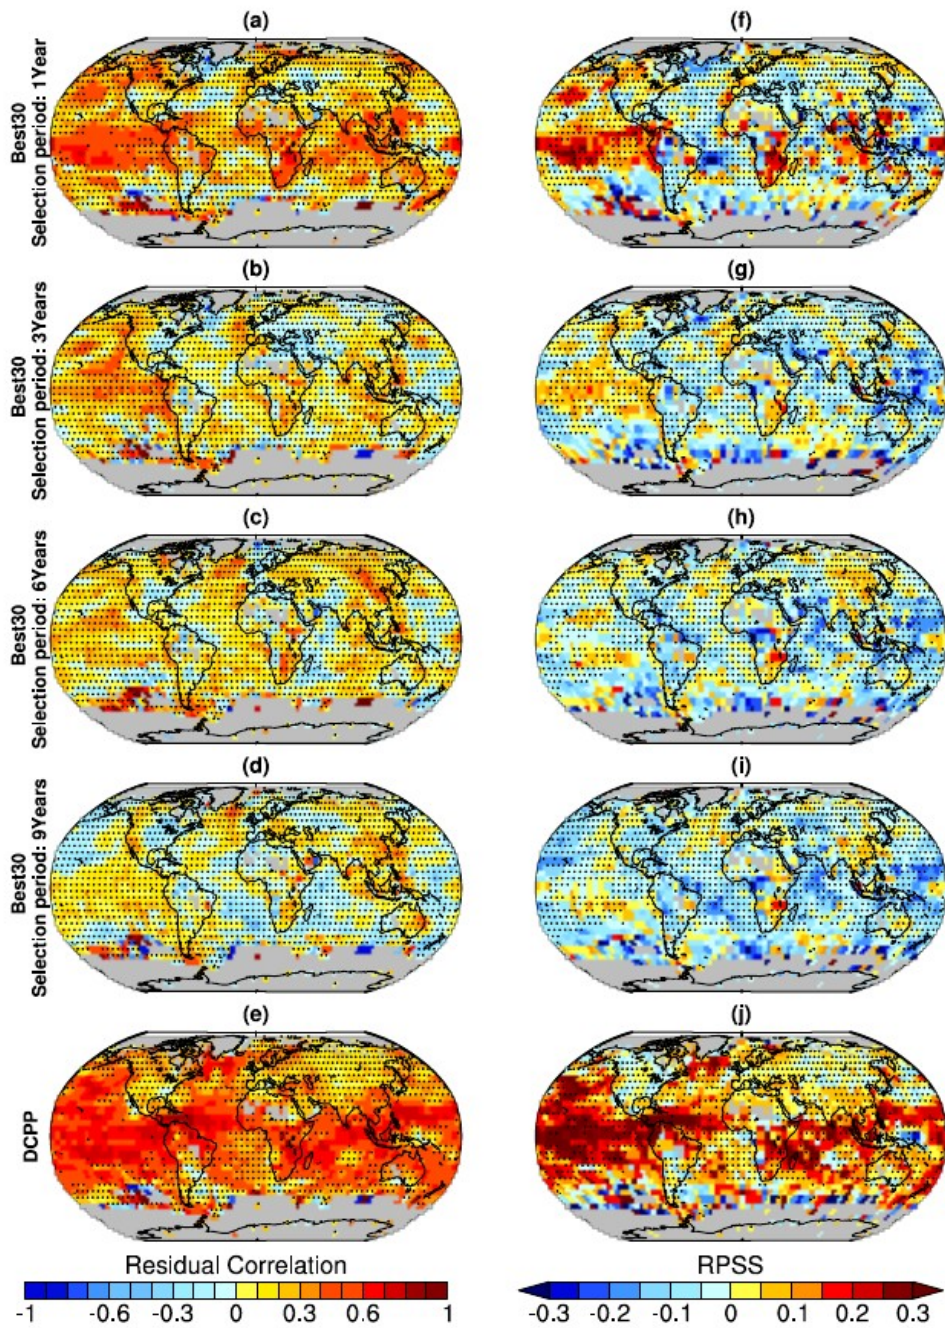 (a)
(f)
Best30
Selection period: 1Year
(b)
(g)
Best30
Selection period: 3Years
(c)
(h)
Best30
Selection period: 6Years
(d)
(i)
Best30
Selection period: 9Years
(e)
(j)
DCPP
Residual Correlation
-1 -0.6 -0.3 0 0.3 0.6 1
RPSS
-0.3 -0.2 -0.1 0 0.1 0.2 0.3